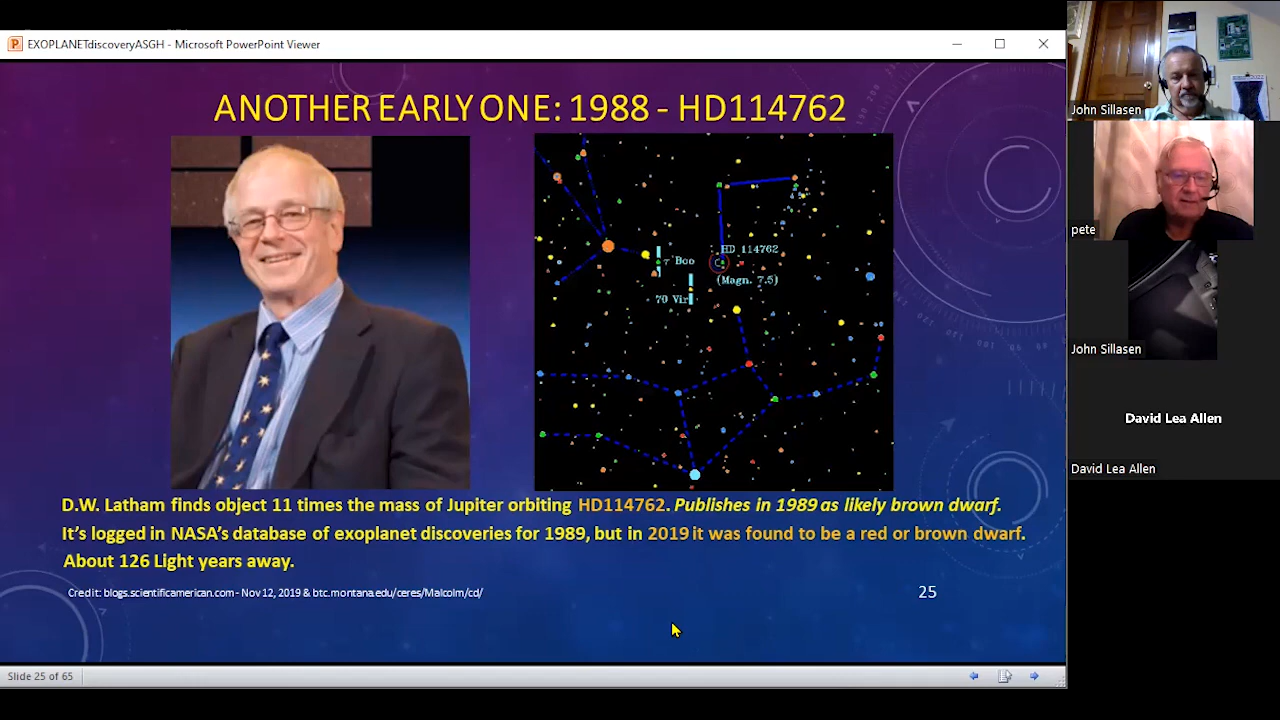 EXOPLANETdiscoveryASGH - Microsoft PowerPoint Viewer
ANOTHER EARLY ONE: 1988 - HD114762
HD 114762
τ Boo
(Magn. 7.5)
70 Vir
D.W. Latham finds object 11 times the mass of Jupiter orbiting HD114762. Publishes in 1989 as likely brown dwarf.
It’s logged in NASA’s database of exoplanet discoveries for 1989, but in 2019 it was found to be a red or brown dwarf.
About 126 Light years away.
Credit: blogs.scientificamerican.com - Nov 12, 2019 & btc.montana.edu/ceres/Malcolm/cd/
25
Slide 25 of 65
John Sillasen
pete
John Sillasen
David Lea Allen
David Lea Allen